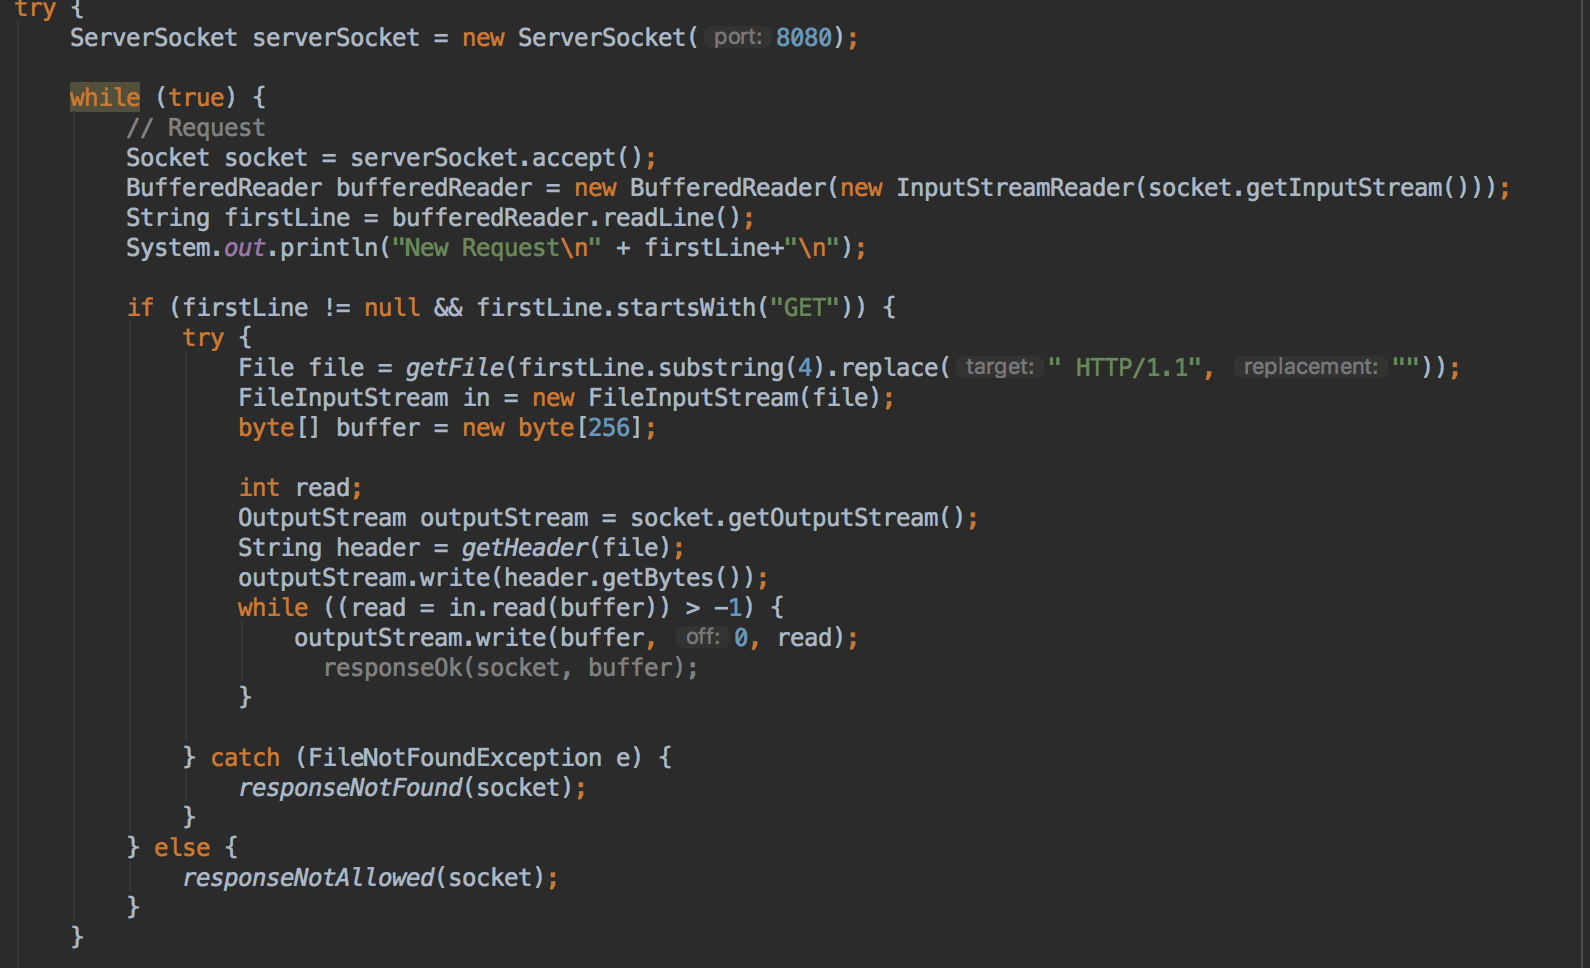 try {
ServerSocket serverSocket = new ServerSocket( port: 8080);
while (true) {
// Request
Socket socket = serverSocket.accept();
BufferedReader bufferedReader = new BufferedReader(new InputStreamReader(socket.getInputStream()));
String firstLine = bufferedReader.readLine();
System.out.println("New Request\n" + firstLine+"\n");
if (firstLine != null && firstLine.startsWith("GET")) {
try {
File file = getFile(firstLine.substring(4).replace( target: " HTTP/1.1", replacement: ""));
FileInputStream in = new FileInputStream(file);
byte[] buffer = new byte[256];
int read;
OutputStream outputStream = socket.getOutputStream();
String header = getHeader(file);
outputStream.write(header.getBytes());
while ((read = in.read(buffer)) > -1) {
outputStream.write(buffer, off: 0, read);
responseOk(socket, buffer);
}
} catch (FileNotFoundException e) {
responseNotFound(socket);
}
} else {
responseNotAllowed(socket);
}
}